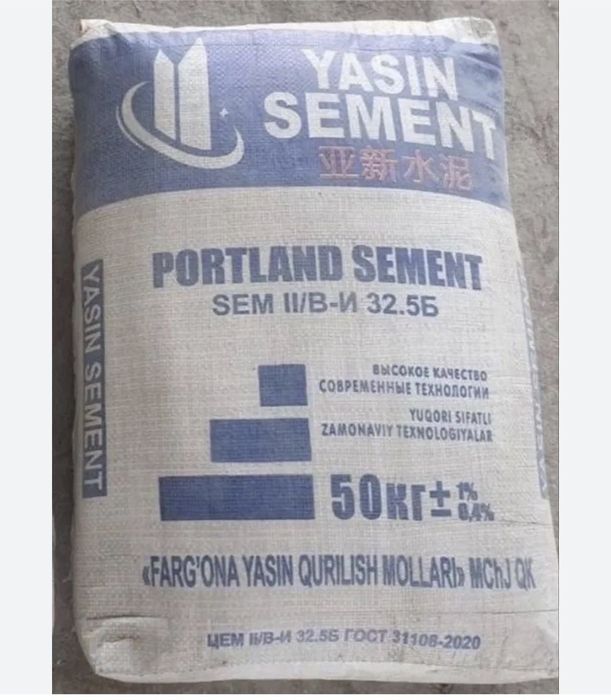 YASIN
SEMENT
亚新水泥
PORTLAND SEMENT
SEM II/В-И 32.5Б
YASIN SEMENT
ВЫСОКОЕ КАЧЕСТВО
СОВРЕМЕННЫЕ ТЕХНОЛОГИИ
YUQORI SIFATLI
ZAMONAVIY TEXNOLOGIYALAR
50кг± 1%
0,4%
«FARG'ONA YASIN QURILISH MOLLARI» MChJ QK
ЦЕМ II/В-И 32.5Б ГОСТ 31108-2020